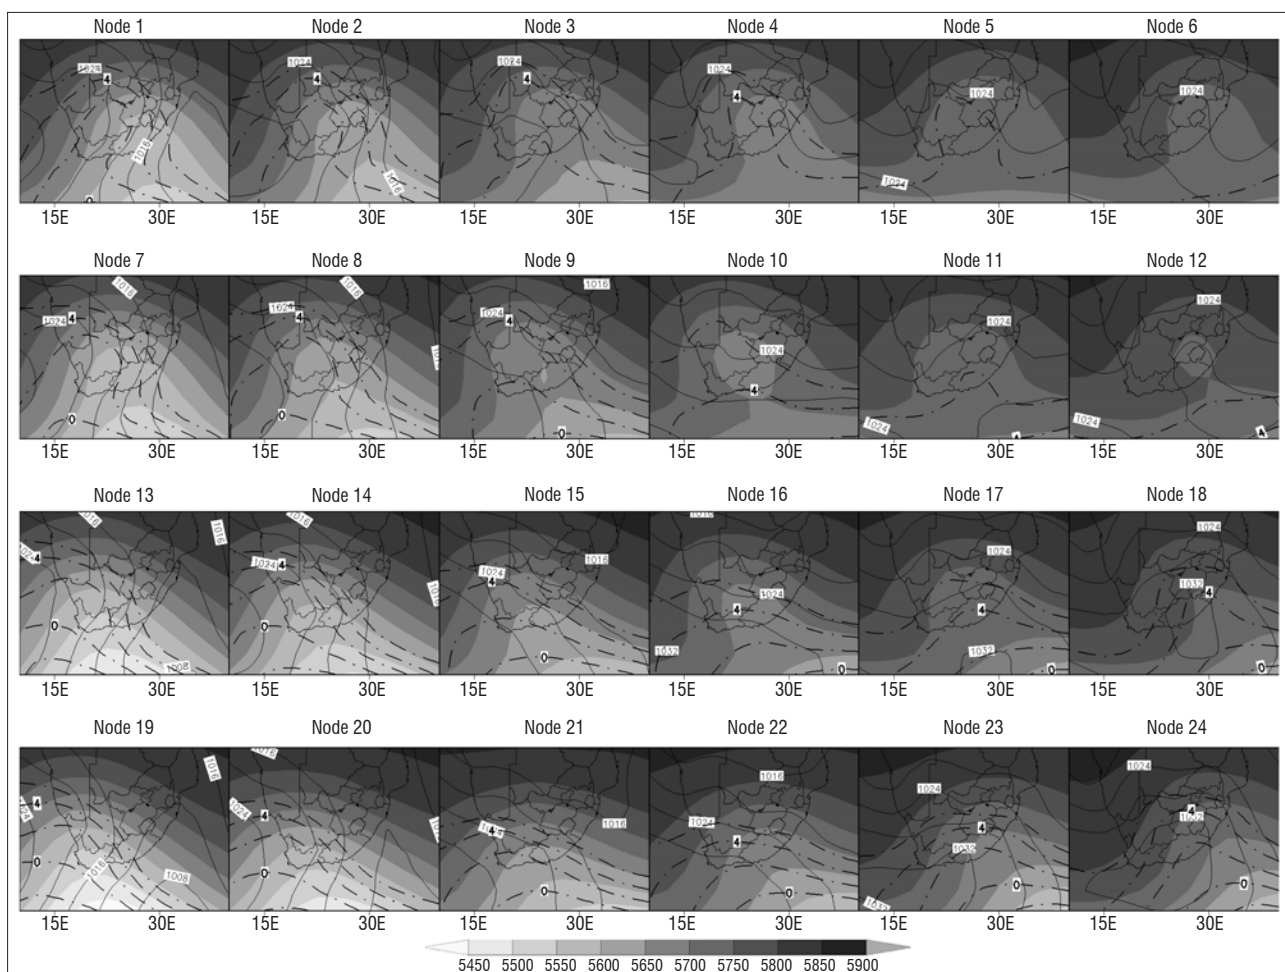 Node 1 Node 2 Node 3 Node 4 Node 5 Node 6
1024 1024 1024 1024 1024 1024
4 4 4 4
1016 1016 1024
0
15E 30E 15E 30E 15E 30E 15E 30E 15E 30E 15E 30E
Node 7 Node 8 Node 9 Node 10 Node 11 Node 12
1016 1016 1016 1024
1024 4 1024 4 1024 4 1024 1024
0 0 0 4 1024 1024 4
15E 30E 15E 30E 15E 30E 15E 30E 15E 30E 15E 30E
Node 13 Node 14 Node 15 Node 16 Node 17 Node 18
1016 1016 1016 1024
4 1024 4 1024 4 1016 1024 4 1024 4 1032 4
0 1008 0 0 1032 0 1032 0 0
15E 30E 15E 30E 15E 30E 15E 30E 15E 30E 15E 30E
Node 19 Node 20 Node 21 Node 22 Node 23 Node 24
1016 1016 1016 1024 1024
4 1024 4 4 1016 1024 4 4 4
0 1016 1008 0 0 0 1032 0 0
15E 30E 15E 30E 15E 30E 15E 30E 15E 30E 15E 30E
5450 5500 5550 5600 5650 5700 5750 5800 5850 5900